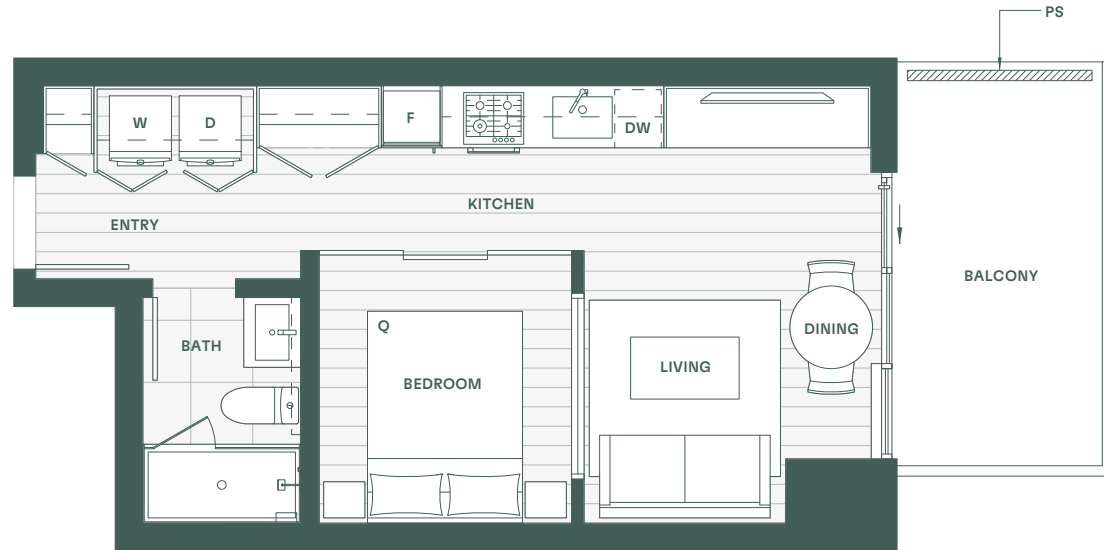 PS
W
D
F
DW
KITCHEN
ENTRY
BALCONY
Q
DINING
BATH
LIVING
BEDROOM